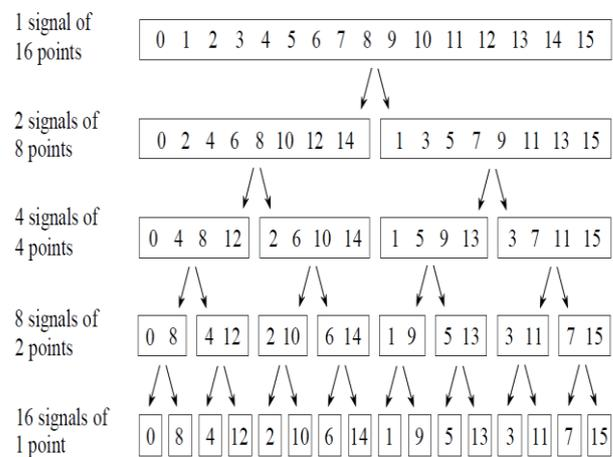 1 signal of
16 points
0 1 2 3 4 5 6 7 8 9 10 11 12 13 14 15
2 signals of
8 points
0 2 4 6 8 10 12 14 1 3 5 7 9 11 13 15
4 signals of
4 points
0 4 8 12 2 6 10 14 1 5 9 13 3 7 11 15
8 signals of
2 points
0 8 4 12 2 10 6 14 1 9 5 13 3 11 7 15
16 signals of
1 point
0 8 4 12 2 10 6 14 1 9 5 13 3 11 7 15